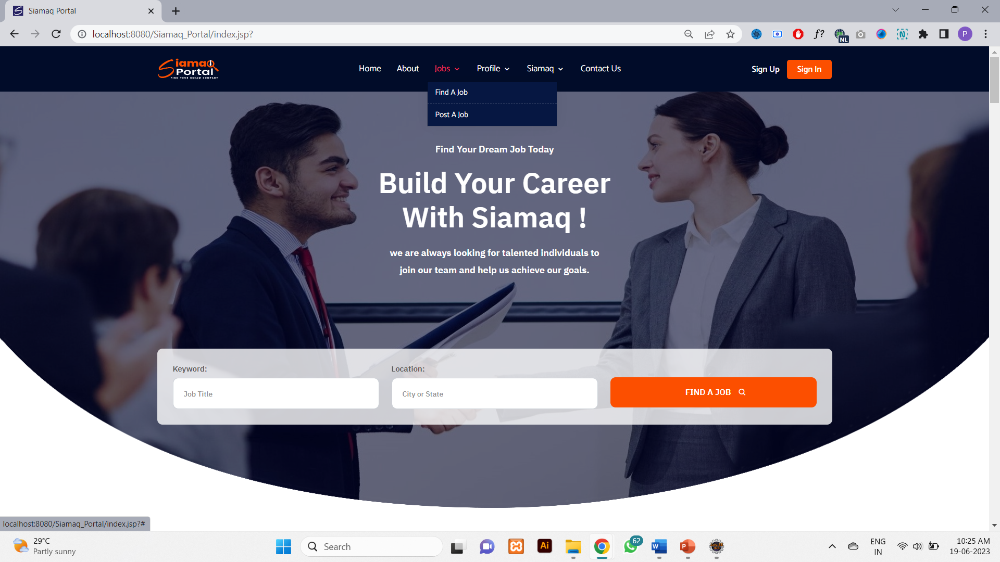 Siamaq Portal
localhost:8080/Siamaq_Portal/index.jsp?
f?
NL
P
Siamaq
Portal
FIND YOUR DREAM COMPANY
Home
About
Jobs
Profile
Siamaq
Contact Us
Sign Up
Sign In
Find A Job
Post A Job
Find Your Dream Job Today
Build Your Career
With Siamaq !
we are always looking for talented individuals to
join our team and help us achieve our goals.
Keyword:
Location:
Job Title
City or State
FIND A JOB
localhost:8080/Siamaq_Portal/index.jsp?#
29°C
Partly sunny
Search
Ai
62
W
P
ENG
IN
10:25 AM
19-06-2023